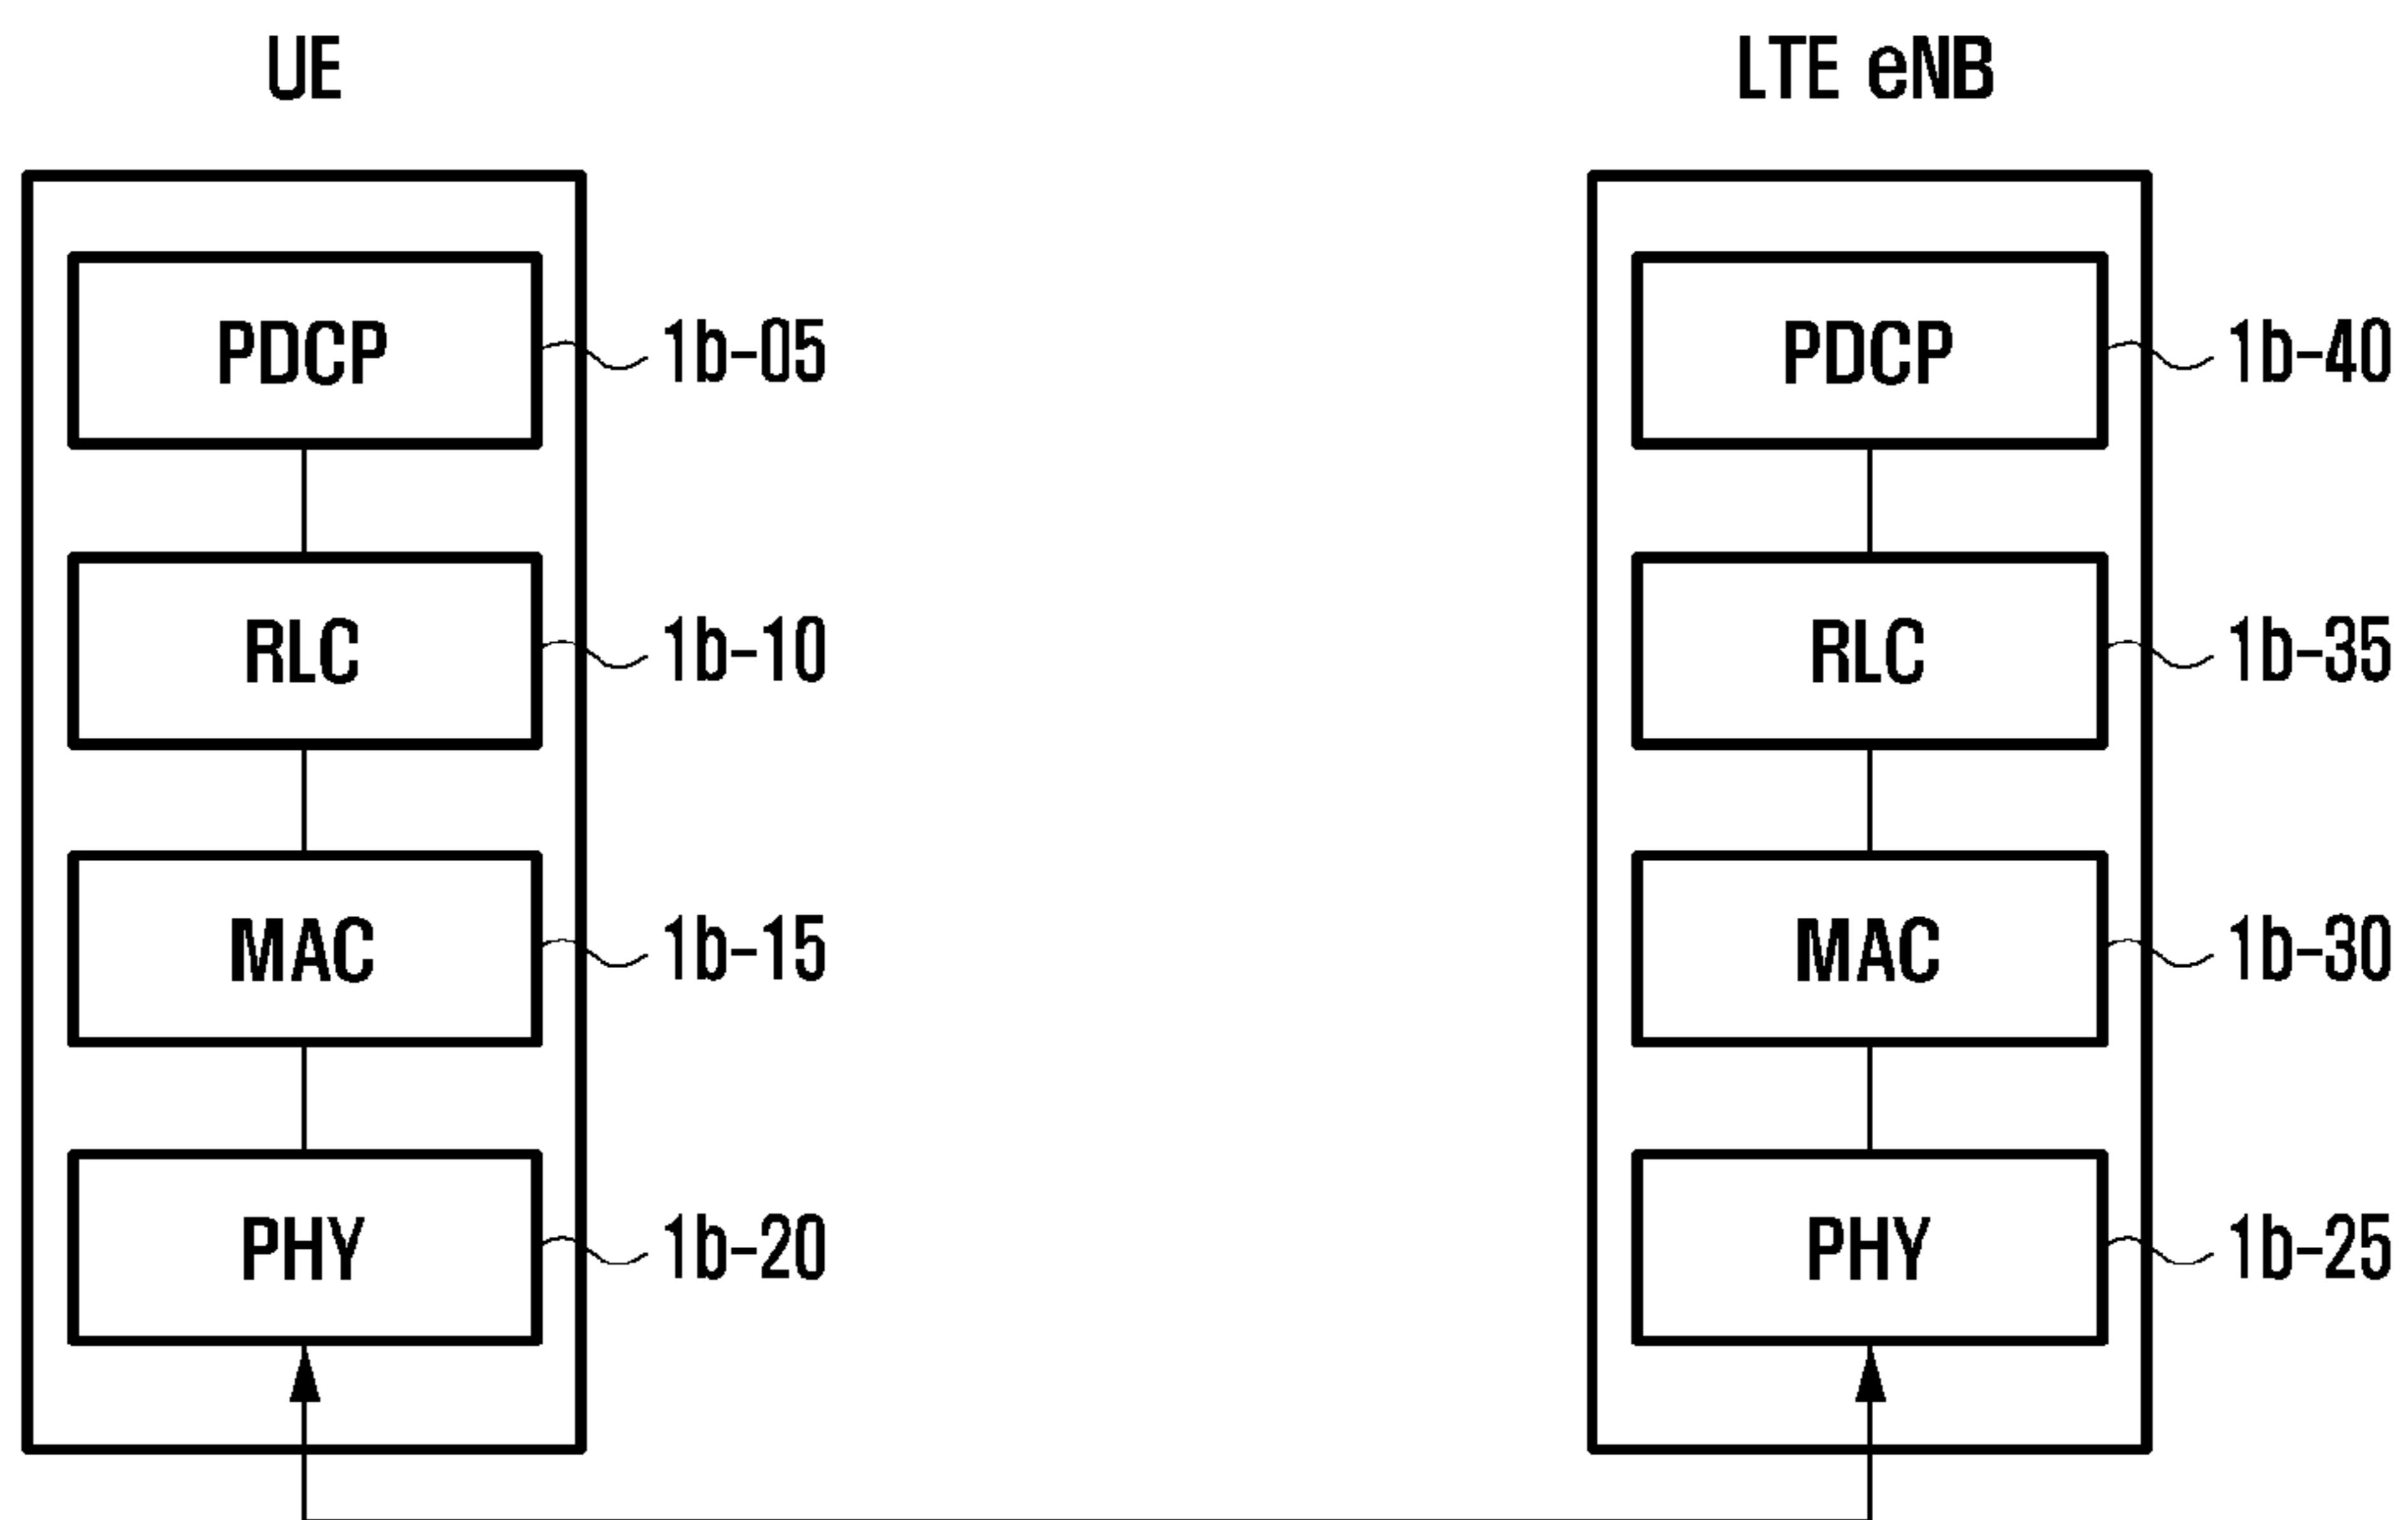 UE LTE eNB
PDCP 1b-05 PDCP 1b-40
RLC 1b-10 RLC 1b-35
MAC 1b-15 MAC 1b-30
PHY 1b-20 PHY 1b-25